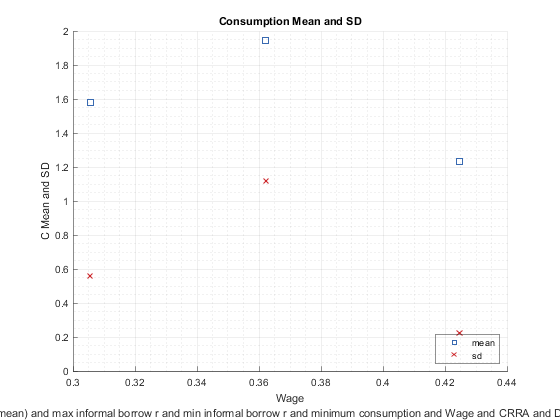 Consumption Mean and SD
2
1.8
1.6
1.4
1.2
1
0.8
0.6
0.4
0.2
0
C Mean and SD
mean
sd
0.3 0.32 0.34 0.36 0.38 0.4 0.42 0.44
Wage
mean) and max informal borrow r and min informal borrow r and minimum consumption and Wage and CRRA and